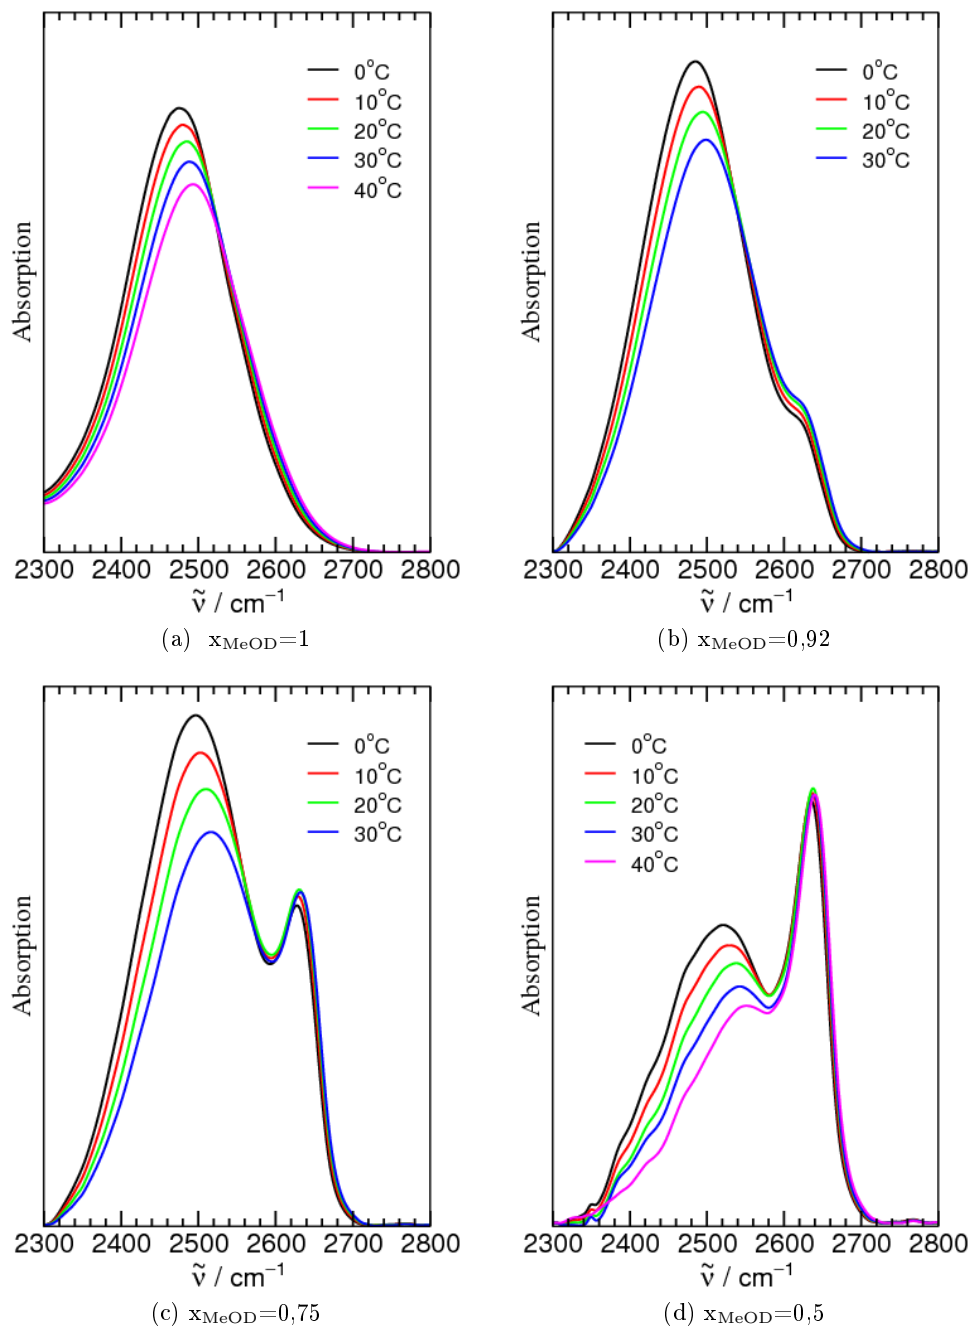 0°C
10°C
20°C
30°C
40°C
Absorption
2300 2400 2500 2600 2700 2800
ν̃ / cm⁻¹
(a) x_MeOD=1
0°C
10°C
20°C
30°C
Absorption
2300 2400 2500 2600 2700 2800
ν̃ / cm⁻¹
(b) x_MeOD=0,92
0°C
10°C
20°C
30°C
Absorption
2300 2400 2500 2600 2700 2800
ν̃ / cm⁻¹
(c) x_MeOD=0,75
0°C
10°C
20°C
30°C
40°C
Absorption
2300 2400 2500 2600 2700 2800
ν̃ / cm⁻¹
(d) x_MeOD=0,5